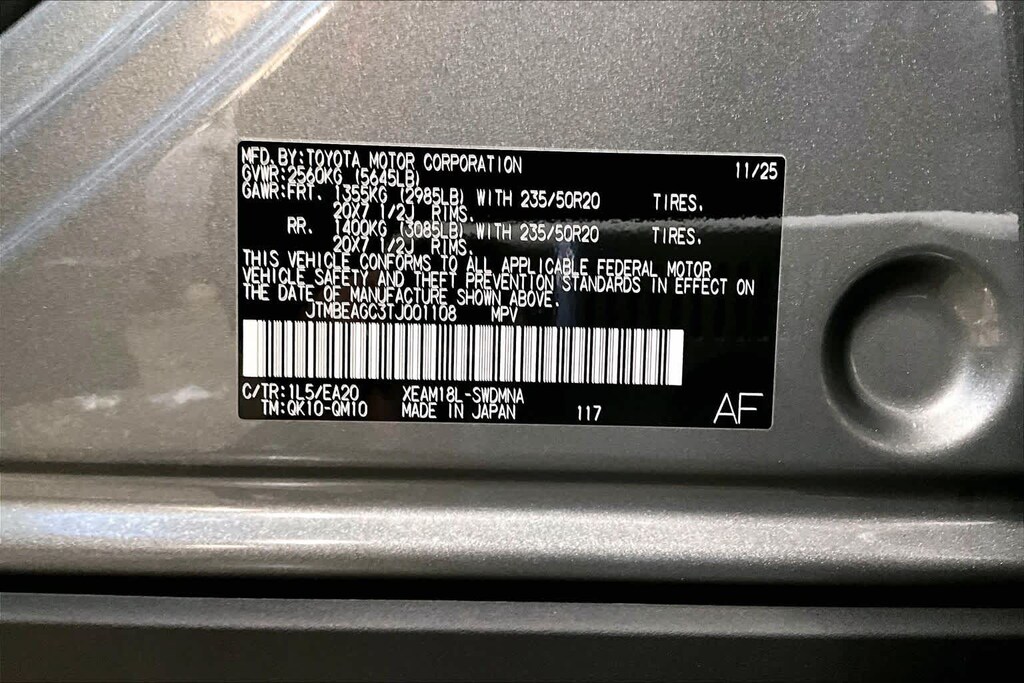 MFD. BY:TOYOTA MOTOR CORPORATION 11/25
GVWR:2560KG (5645LB)
GAWR:FRT. 1355KG (2985LB) WITH 235/50R20 TIRES.
20X7 1/2J RIMS.
RR. 1400KG (3085LB) WITH 235/50R20 TIRES.
20X7 1/2J RIMS.
THIS VEHICLE CONFORMS TO ALL APPLICABLE FEDERAL MOTOR
VEHICLE SAFETY AND THEFT PREVENTION STANDARDS IN EFFECT ON
THE DATE OF MANUFACTURE SHOWN ABOVE.
JTMBEAGC3TJ001108 MPV
C/TR:1L5/EA20 XEAM18L-SWDMNA
TM:QK10-QM10 MADE IN JAPAN 117 AF